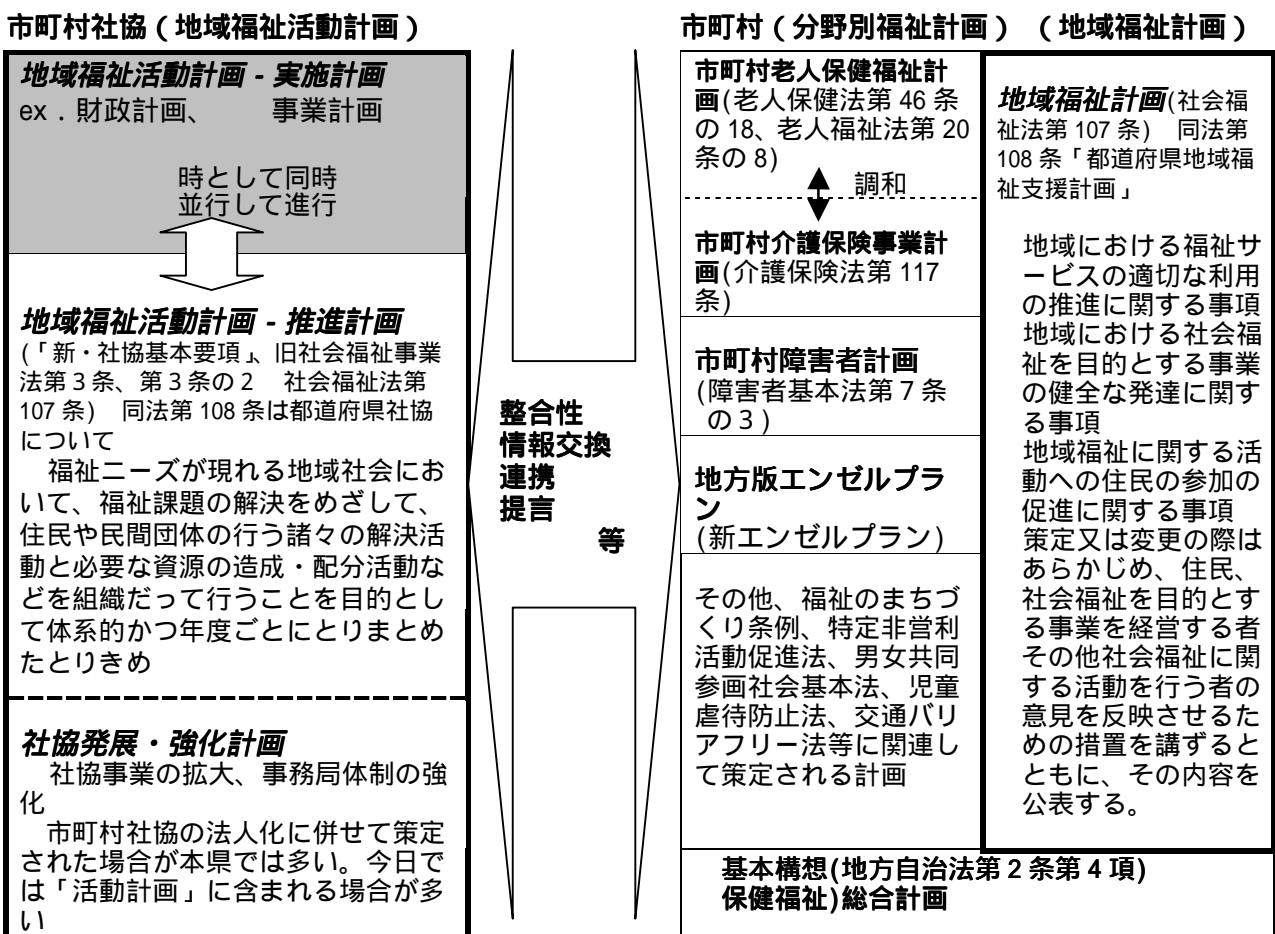 市町村社協（地域福祉活動計画）
地域福祉活動計画 - 実施計画
ex．財政計画、　　事業計画
時として同時
並行して進行
地域福祉活動計画 - 推進計画
(「新・社協基本要項」、旧社会福祉事業
法第３条、第３条の２　社会福祉法第
107 条)　同法第 108 条は都道府県社協
について
　福祉ニーズが現れる地域社会にお
いて、福祉課題の解決をめざして、
住民や民間団体の行う諸々の解決活
動と必要な資源の造成・配分活動な
どを組織だって行うことを目的とし
て体系的かつ年度ごとにとりまとめ
たとりきめ
社協発展・強化計画
　社協事業の拡大、事務局体制の強
化
　市町村社協の法人化に併せて策定
された場合が本県では多い。今日で
は「活動計画」に含まれる場合が多
い
整合性
情報交換
連携
提言
等
市町村（分野別福祉計画）　（地域福祉計画）
市町村老人保健福祉計
画(老人保健法第 46 条
の 18、老人福祉法第 20
条の 8)
調和
市町村介護保険事業計
画(介護保険法第 117
条)
市町村障害者計画
(障害者基本法第 7 条
の３)
地方版エンゼルプラ
ン
(新エンゼルプラン)
その他、福祉のまちづ
くり条例、特定非営利
活動促進法、男女共同
参画社会基本法、児童
虐待防止法、交通バリ
アフリー法等に関連し
て策定される計画
地域福祉計画(社会福
祉法第 107 条)　同法第
108 条「都道府県地域福
祉支援計画」
地域における福祉サ
ービスの適切な利用
の推進に関する事項
地域における社会福
祉を目的とする事業
の健全な発達に関す
る事項
地域福祉に関する活
動への住民の参加の
促進に関する事項
策定又は変更の際は
あらかじめ、住民、
社会福祉を目的とす
る事業を経営する者
その他社会福祉に関
する活動を行う者の
意見を反映させるた
めの措置を講ずると
ともに、その内容を
公表する。
基本構想(地方自治法第 2 条第 4 項)
保健福祉)総合計画